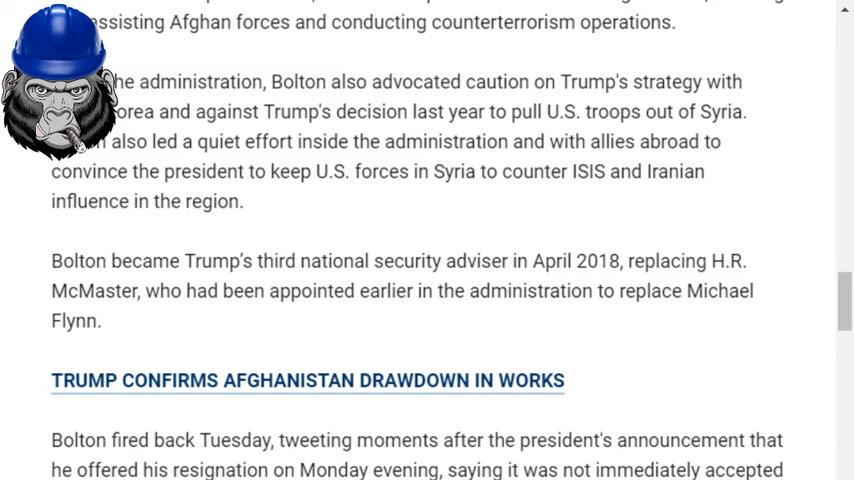 ssisting Afghan forces and conducting counterterrorism operations.
he administration, Bolton also advocated caution on Trump's strategy with
orea and against Trump's decision last year to pull U.S. troops out of Syria.
also led a quiet effort inside the administration and with allies abroad to
convince the president to keep U.S. forces in Syria to counter ISIS and Iranian
influence in the region.
Bolton became Trump's third national security adviser in April 2018, replacing H.R.
McMaster, who had been appointed earlier in the administration to replace Michael
Flynn.
TRUMP CONFIRMS AFGHANISTAN DRAWDOWN IN WORKS
Bolton fired back Tuesday, tweeting moments after the president's announcement that
he offered his resignation on Monday evening, saying it was not immediately accepted